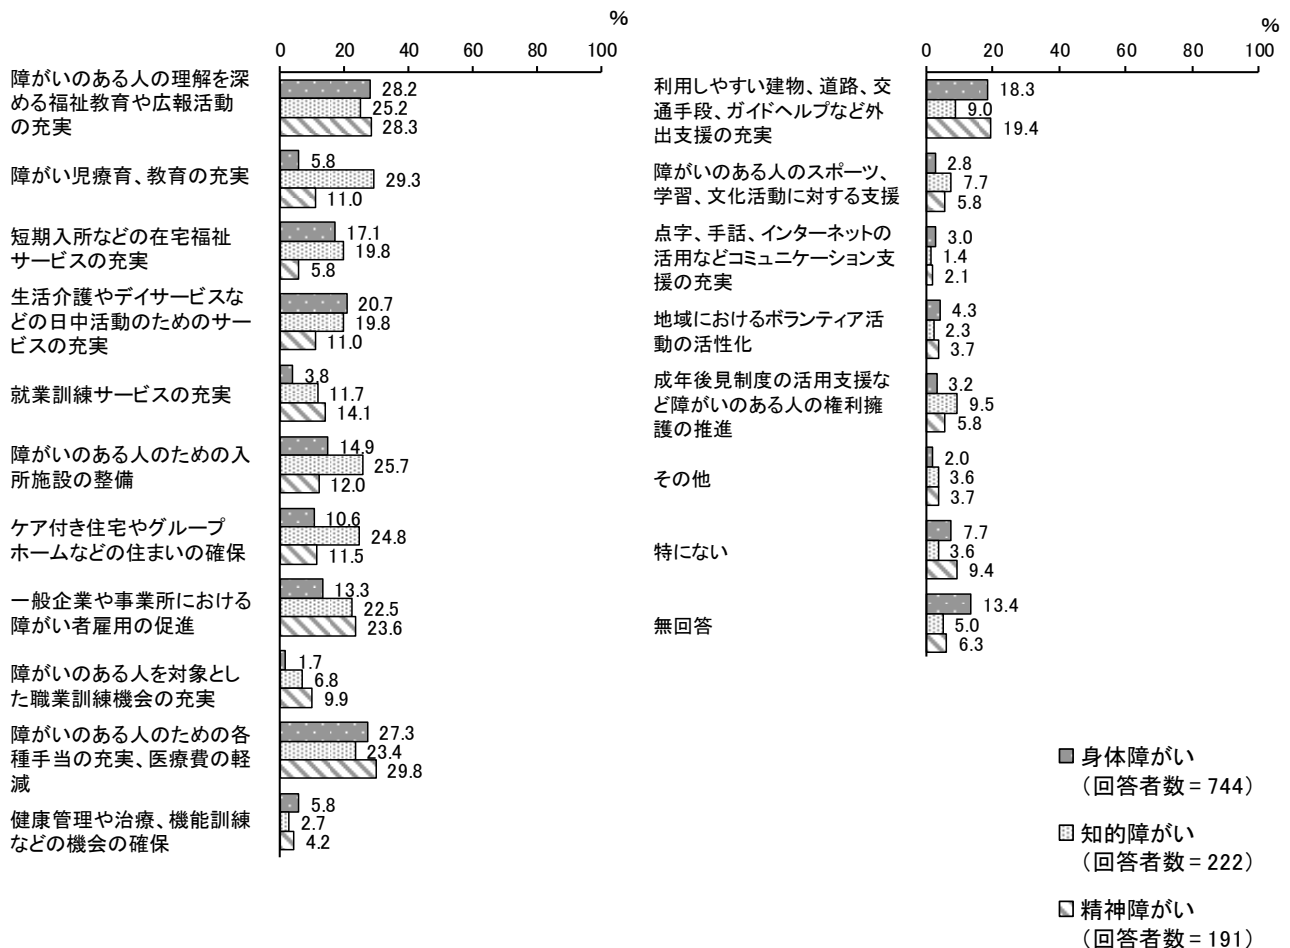 %
0 20 40 60 80 100
障がいのある人の理解を深
める福祉教育や広報活動
の充実
28.2
25.2
28.3
障がい児療育、教育の充実
5.8
29.3
11.0
短期入所などの在宅福祉
サービスの充実
17.1
19.8
5.8
生活介護やデイサービスな
どの日中活動のためのサー
ビスの充実
20.7
19.8
11.0
就業訓練サービスの充実
3.8
11.7
14.1
障がいのある人のための入
所施設の整備
14.9
25.7
12.0
ケア付き住宅やグループ
ホームなどの住まいの確保
10.6
24.8
11.5
一般企業や事業所における
障がい者雇用の促進
13.3
22.5
23.6
障がいのある人を対象とし
た職業訓練機会の充実
1.7
6.8
9.9
障がいのある人のための各
種手当の充実、医療費の軽
減
27.3
23.4
29.8
健康管理や治療、機能訓練
などの機会の確保
5.8
2.7
4.2
%
0 20 40 60 80 100
利用しやすい建物、道路、交
通手段、ガイドヘルプなど外
出支援の充実
18.3
9.0
19.4
障がいのある人のスポーツ、
学習、文化活動に対する支援
2.8
7.7
5.8
点字、手話、インターネットの
活用などコミュニケーション支
援の充実
3.0
1.4
2.1
地域におけるボランティア活
動の活性化
4.3
2.3
3.7
成年後見制度の活用支援な
ど障がいのある人の権利擁
護の推進
3.2
9.5
5.8
その他
2.0
3.6
3.7
特にない
7.7
3.6
9.4
無回答
13.4
5.0
6.3
身体障がい
（回答者数＝744）
知的障がい
（回答者数＝222）
精神障がい
（回答者数＝191）